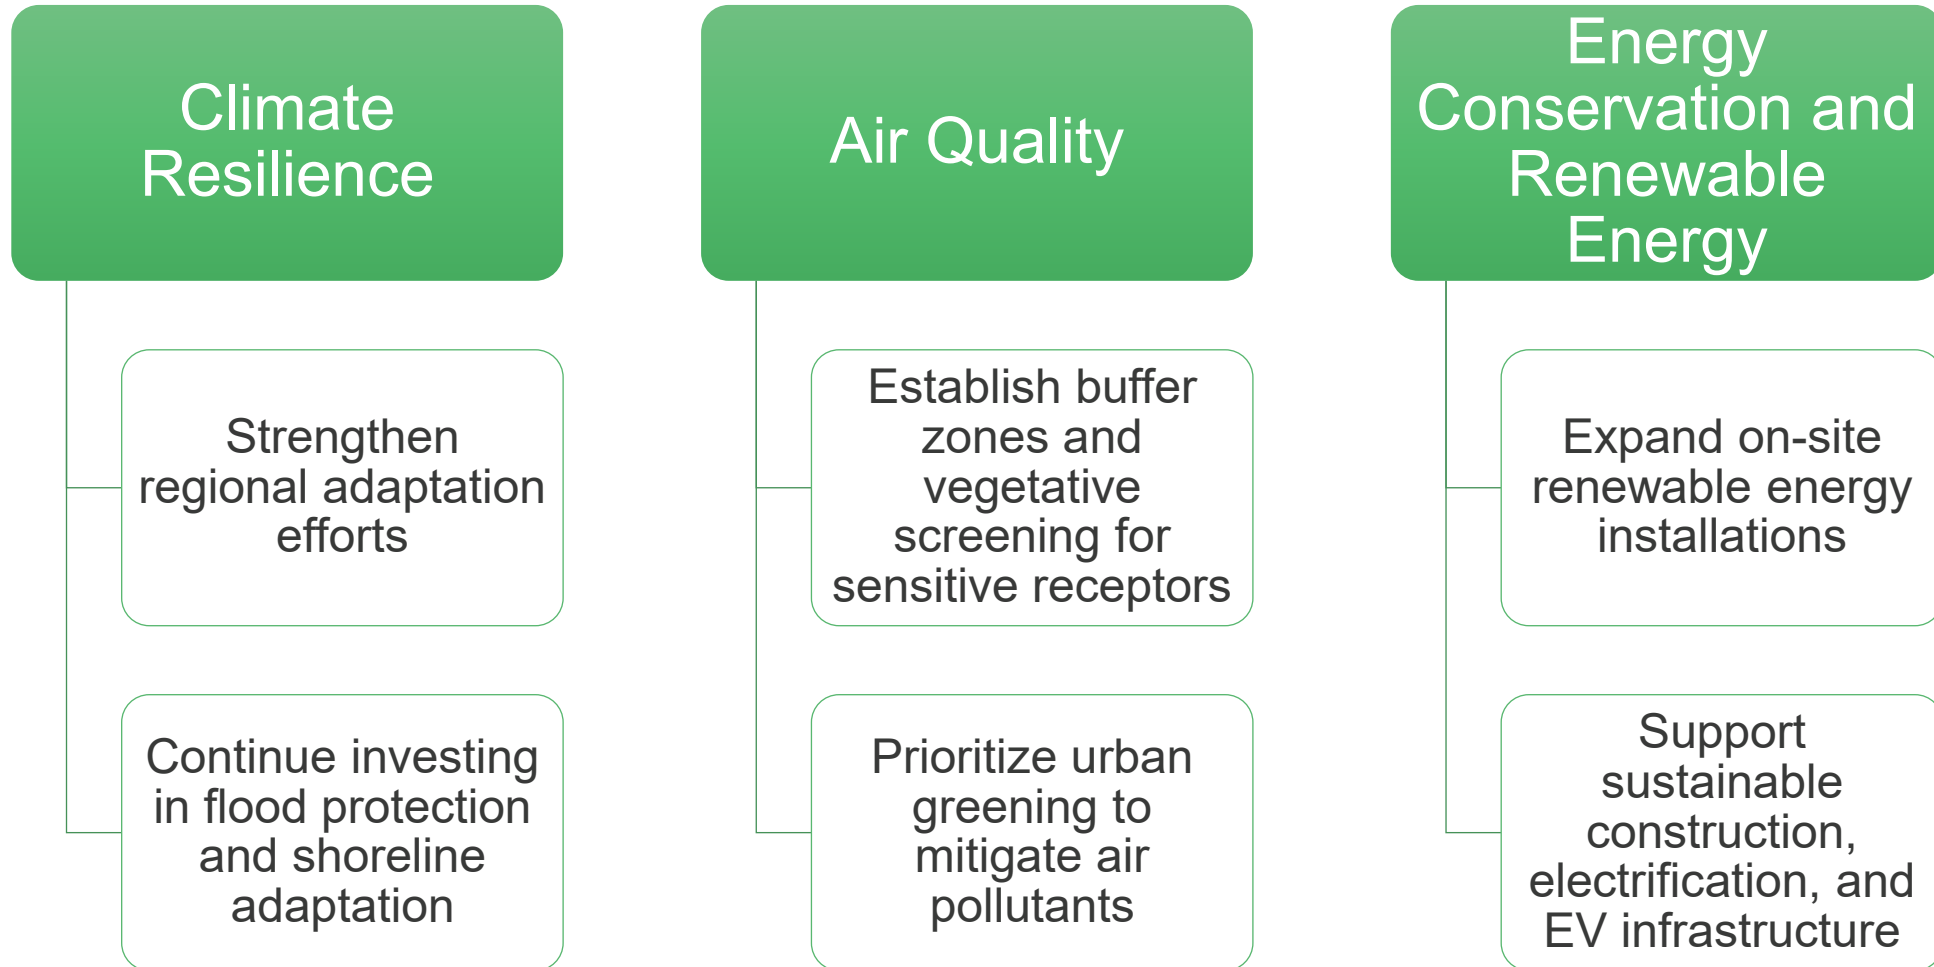 Climate
Resilience
Strengthen
regional adaptation
efforts
Continue investing
in flood protection
and shoreline
adaptation
Air Quality
Establish buffer
zones and
vegetative
screening for
sensitive receptors
Prioritize urban
greening to
mitigate air
pollutants
Energy
Conservation and
Renewable
Energy
Expand on-site
renewable energy
installations
Support
sustainable
construction,
electrification, and
EV infrastructure